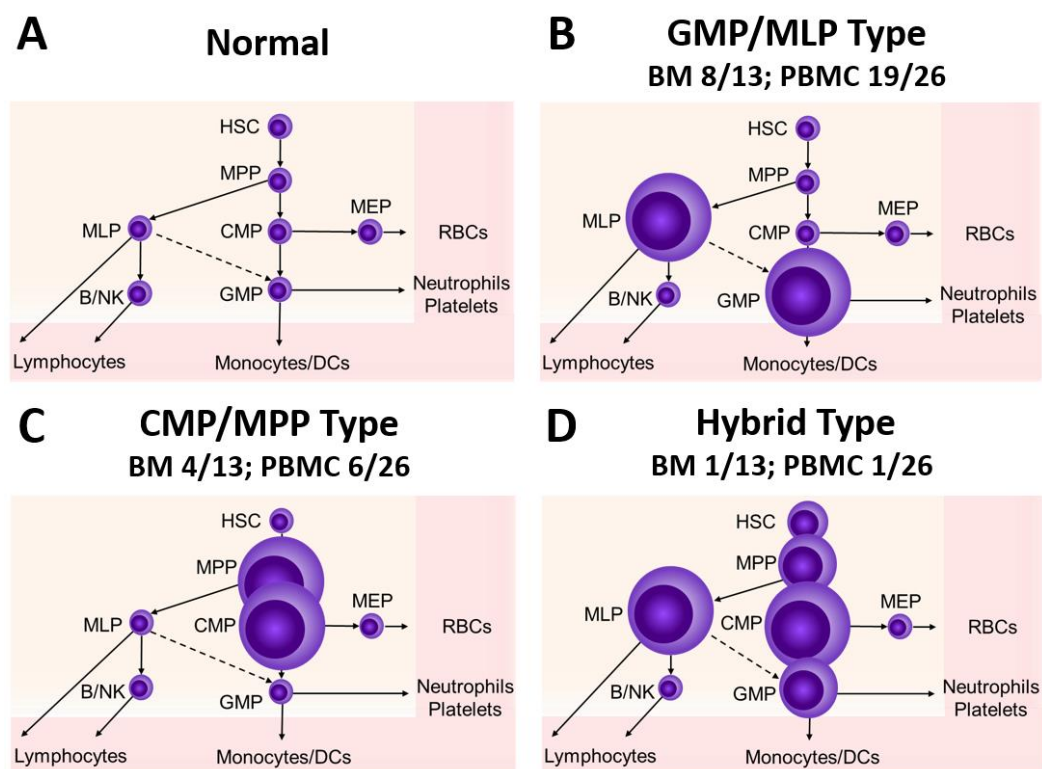 A
Normal
HSC
MPP
MEP
MLP
CMP
RBCs
B/NK
GMP
Neutrophils
Platelets
Lymphocytes
Monocytes/DCs
B
GMP/MLP Type
BM 8/13; PBMC 19/26
HSC
MPP
MEP
MLP
CMP
RBCs
B/NK
GMP
Neutrophils
Platelets
Lymphocytes
Monocytes/DCs
C
CMP/MPP Type
BM 4/13; PBMC 6/26
HSC
MPP
MEP
MLP
CMP
RBCs
B/NK
GMP
Neutrophils
Platelets
Lymphocytes
Monocytes/DCs
D
Hybrid Type
BM 1/13; PBMC 1/26
HSC
MPP
MEP
MLP
CMP
RBCs
B/NK
GMP
Neutrophils
Platelets
Lymphocytes
Monocytes/DCs